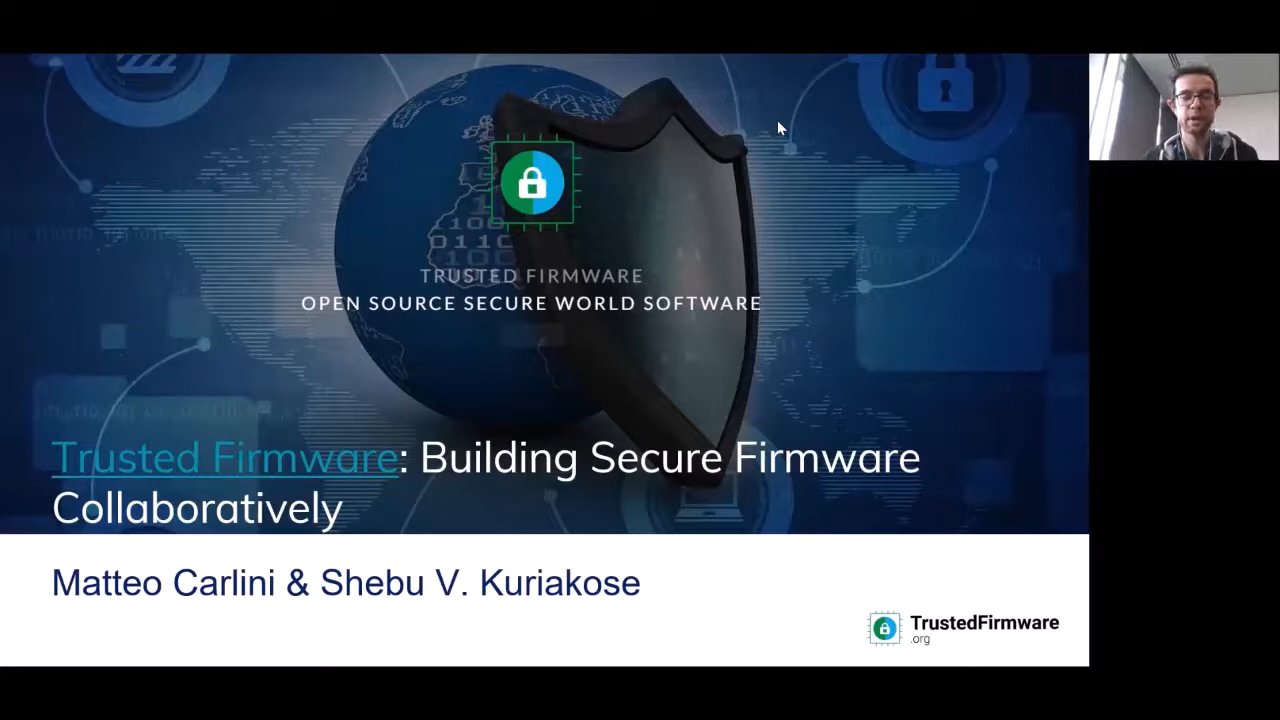 TRUSTED FIRMWARE
OPEN SOURCE SECURE WORLD SOFTWARE
Trusted Firmware: Building Secure Firmware
Collaboratively
Matteo Carlini & Shebu V. Kuriakose
TrustedFirmware
.org